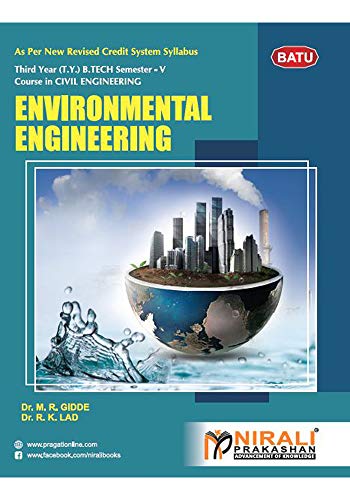 As Per New Revised Credit System Syllabus
BATU
Third Year (T.Y.) B.TECH Semester - V
Course in CIVIL ENGINEERING
ENVIRONMENTAL
ENGINEERING
Dr. M. R. GIDDE
Dr. R. K. LAD
www.pragationline.com
www.facebook.com/niralibooks
NIRALI
PRAKASHAN
ADVANCEMENT OF KNOWLEDGE